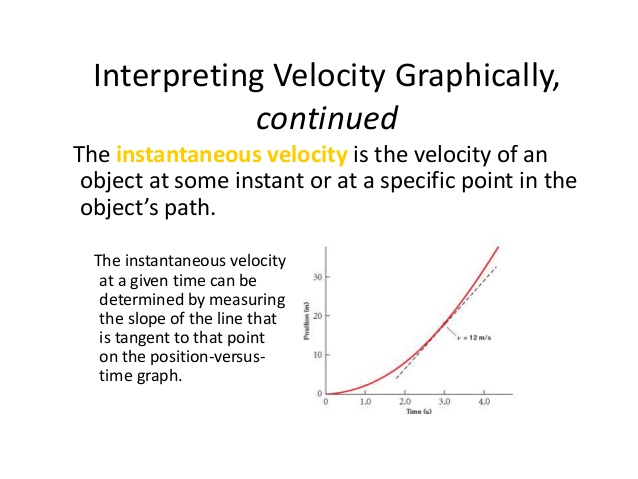 Interpreting Velocity Graphically,
continued
The instantaneous velocity is the velocity of an
object at some instant or at a specific point in the
object’s path.
The instantaneous velocity
at a given time can be
determined by measuring
the slope of the line that
is tangent to that point
on the position-versus-
time graph.
Position (m)
30
20
10
0
v = 12 m/s
0 1.0 2.0 3.0 4.0
Time (s)